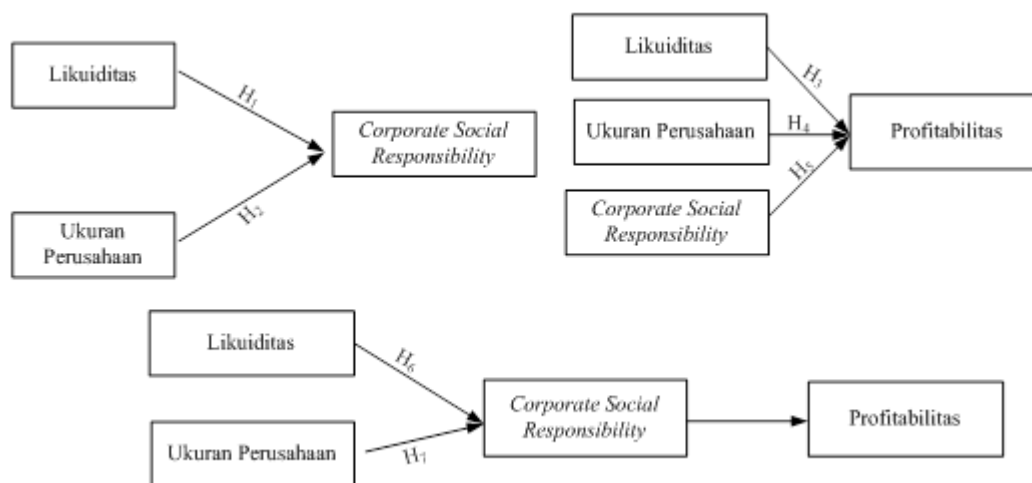 Likuiditas
H1
Corporate Social
Responsibility
H2
Ukuran
Perusahaan
Likuiditas
H3
Ukuran Perusahaan
H4
Profitabilitas
H5
Corporate Social
Responsibility
Likuiditas
H6
Corporate Social
Responsibility
Profitabilitas
Ukuran Perusahaan
H7